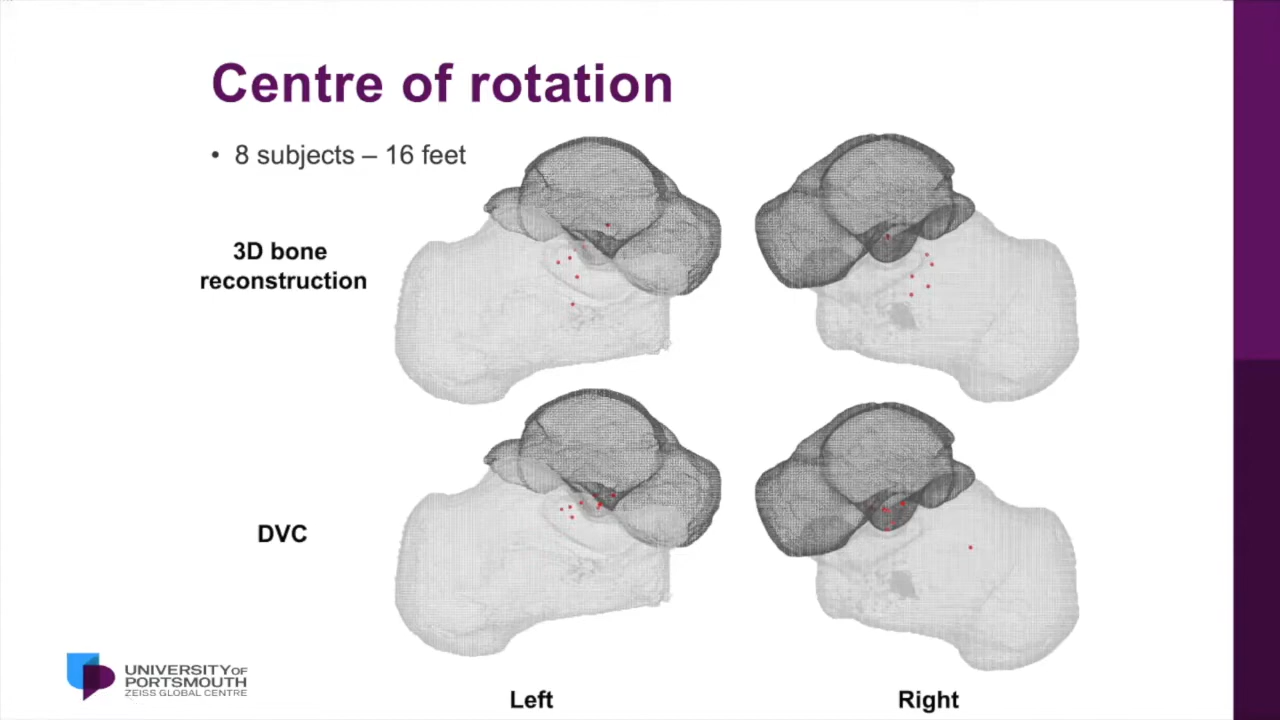 Centre of rotation
• 8 subjects – 16 feet
3D bone
reconstruction
DVC
UNIVERSITY OF
PORTSMOUTH
ZEISS GLOBAL CENTRE
Left
Right